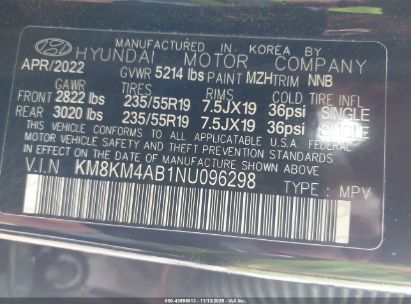 MANUFACTURED IN KOREA BY
HYUNDAI MOTOR COMPANY
APR/2022 GVWR 5214 lbs PAINT MZH TRIM NNB
GAWR TIRES RIMS COLD TIRE INFL
FRONT 2822 lbs 235/55R19 7.5JX19 36psi SINGLE
REAR 3020 lbs 235/55R19 7.5JX19 36psi SINGLE
THIS VEHICLE CONFORMS TO ALL APPLICABLE U.S.A FEDERAL
MOTOR VEHICLE SAFETY AND THEFT PREVENTION STANDARDS
IN EFFECT ON THE DATE OF MANUFACTURE SHOWN ABOVE.
V.I.N KM8KM4AB1NU096298 TYPE : MPV